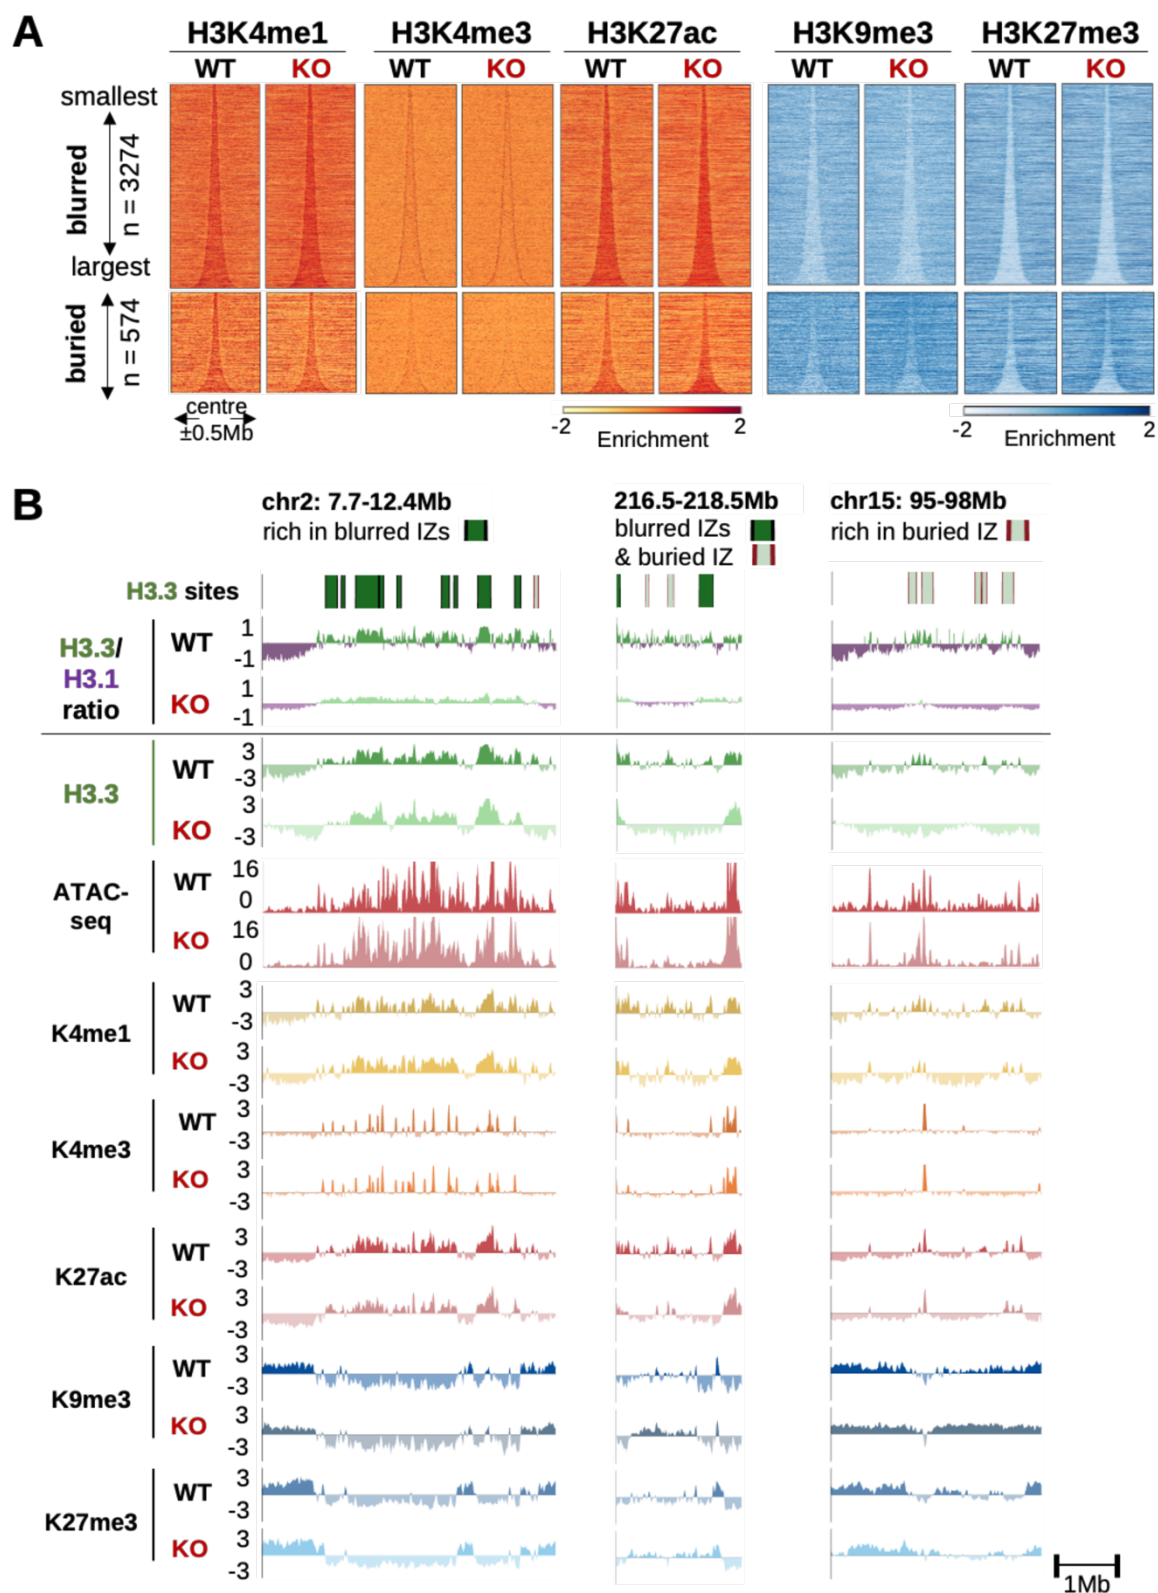 A
H3K4me1 H3K4me3 H3K27ac H3K9me3 H3K27me3
WT KO WT KO WT KO WT KO WT KO
smallest
blurred
n = 3274
largest
buried
n = 574
centre
±0.5Mb
-2 2
Enrichment
-2 2
Enrichment
B
chr2: 7.7-12.4Mb 216.5-218.5Mb chr15: 95-98Mb
rich in blurred IZs blurred IZs rich in buried IZ
& buried IZ
H3.3 sites
H3.3/
H3.1
ratio
WT 1
-1
KO 1
-1
H3.3
WT 3
-3
KO 3
-3
ATAC-
seq
WT 16
0
KO 16
0
K4me1
WT 3
-3
KO 3
-3
K4me3
WT 3
-3
KO 3
-3
K27ac
WT 3
-3
KO 3
-3
K9me3
WT 3
-3
KO 3
-3
K27me3
WT 3
-3
KO 3
-3
1Mb